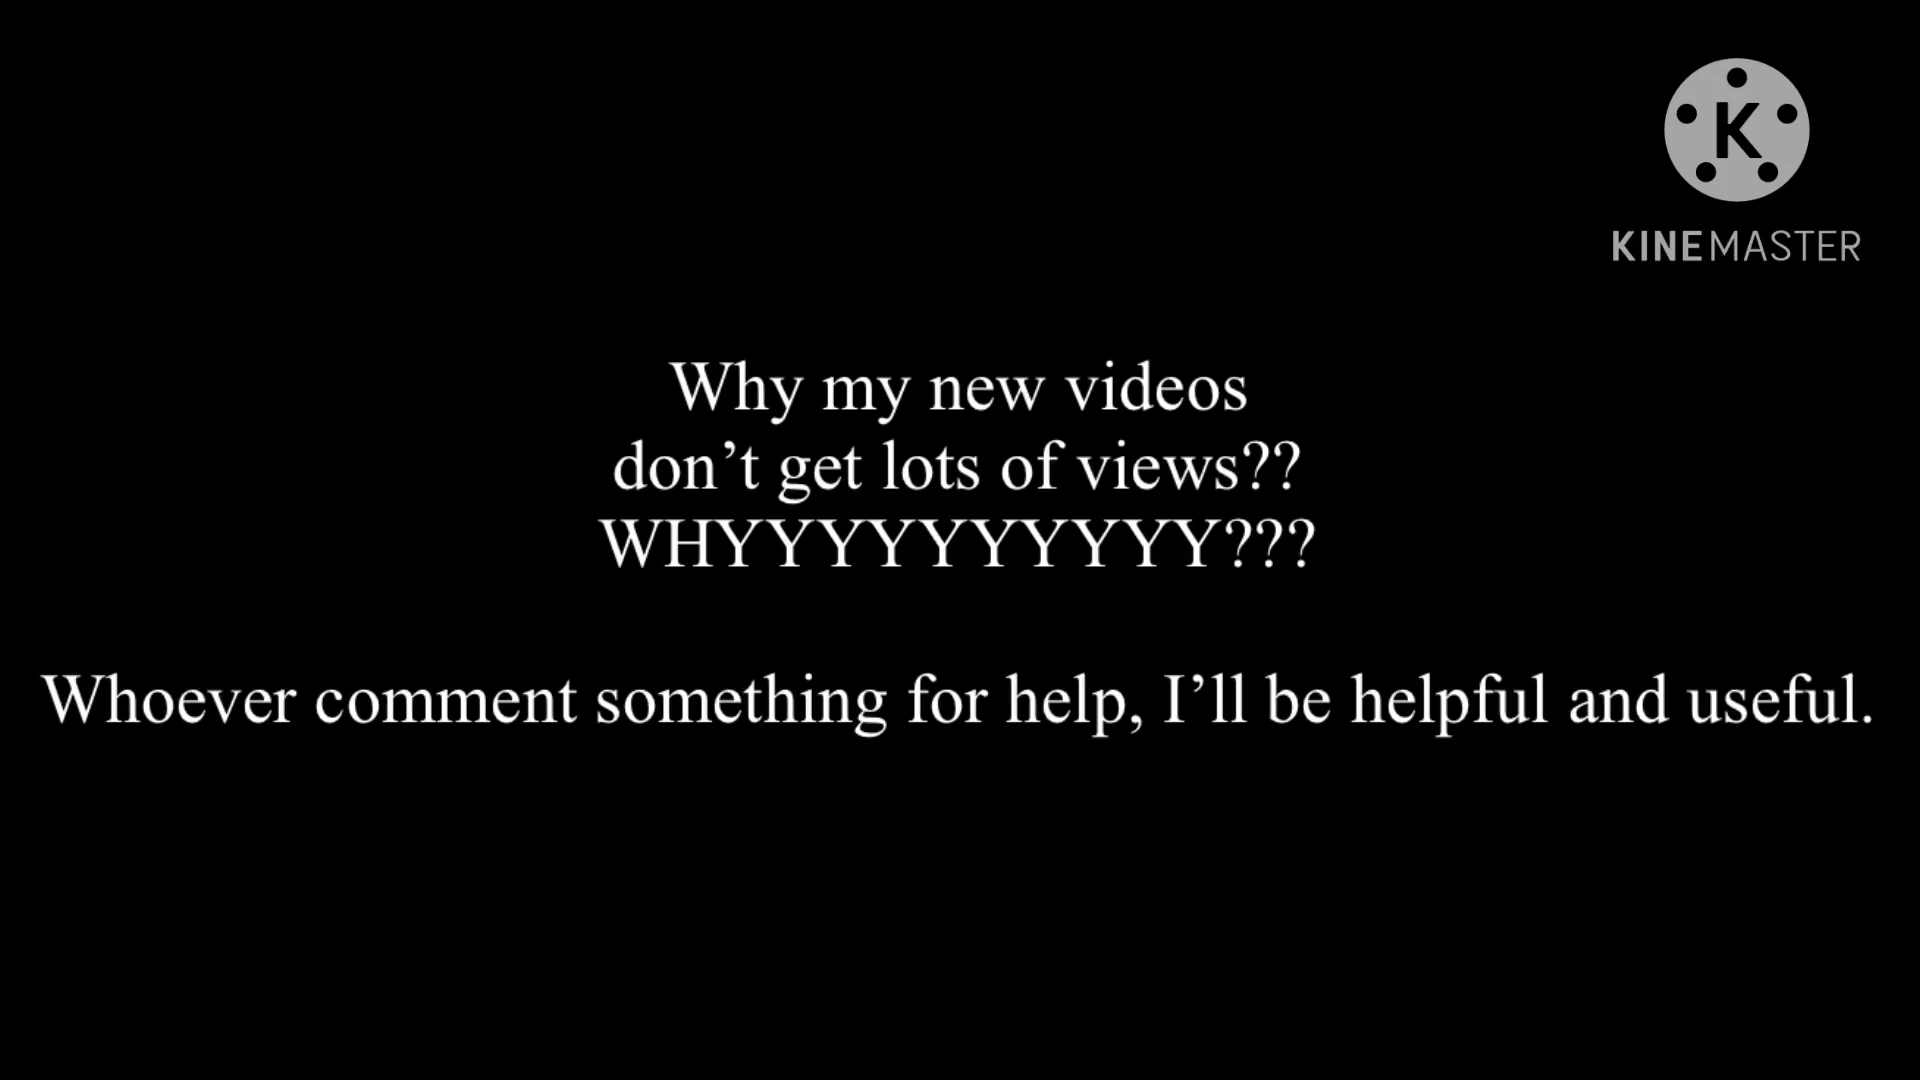 K
KINEMASTER
Why my new videos
don’t get lots of views??
WHYYYYYYYYYY???
Whoever comment something for help, I’ll be helpful and useful.